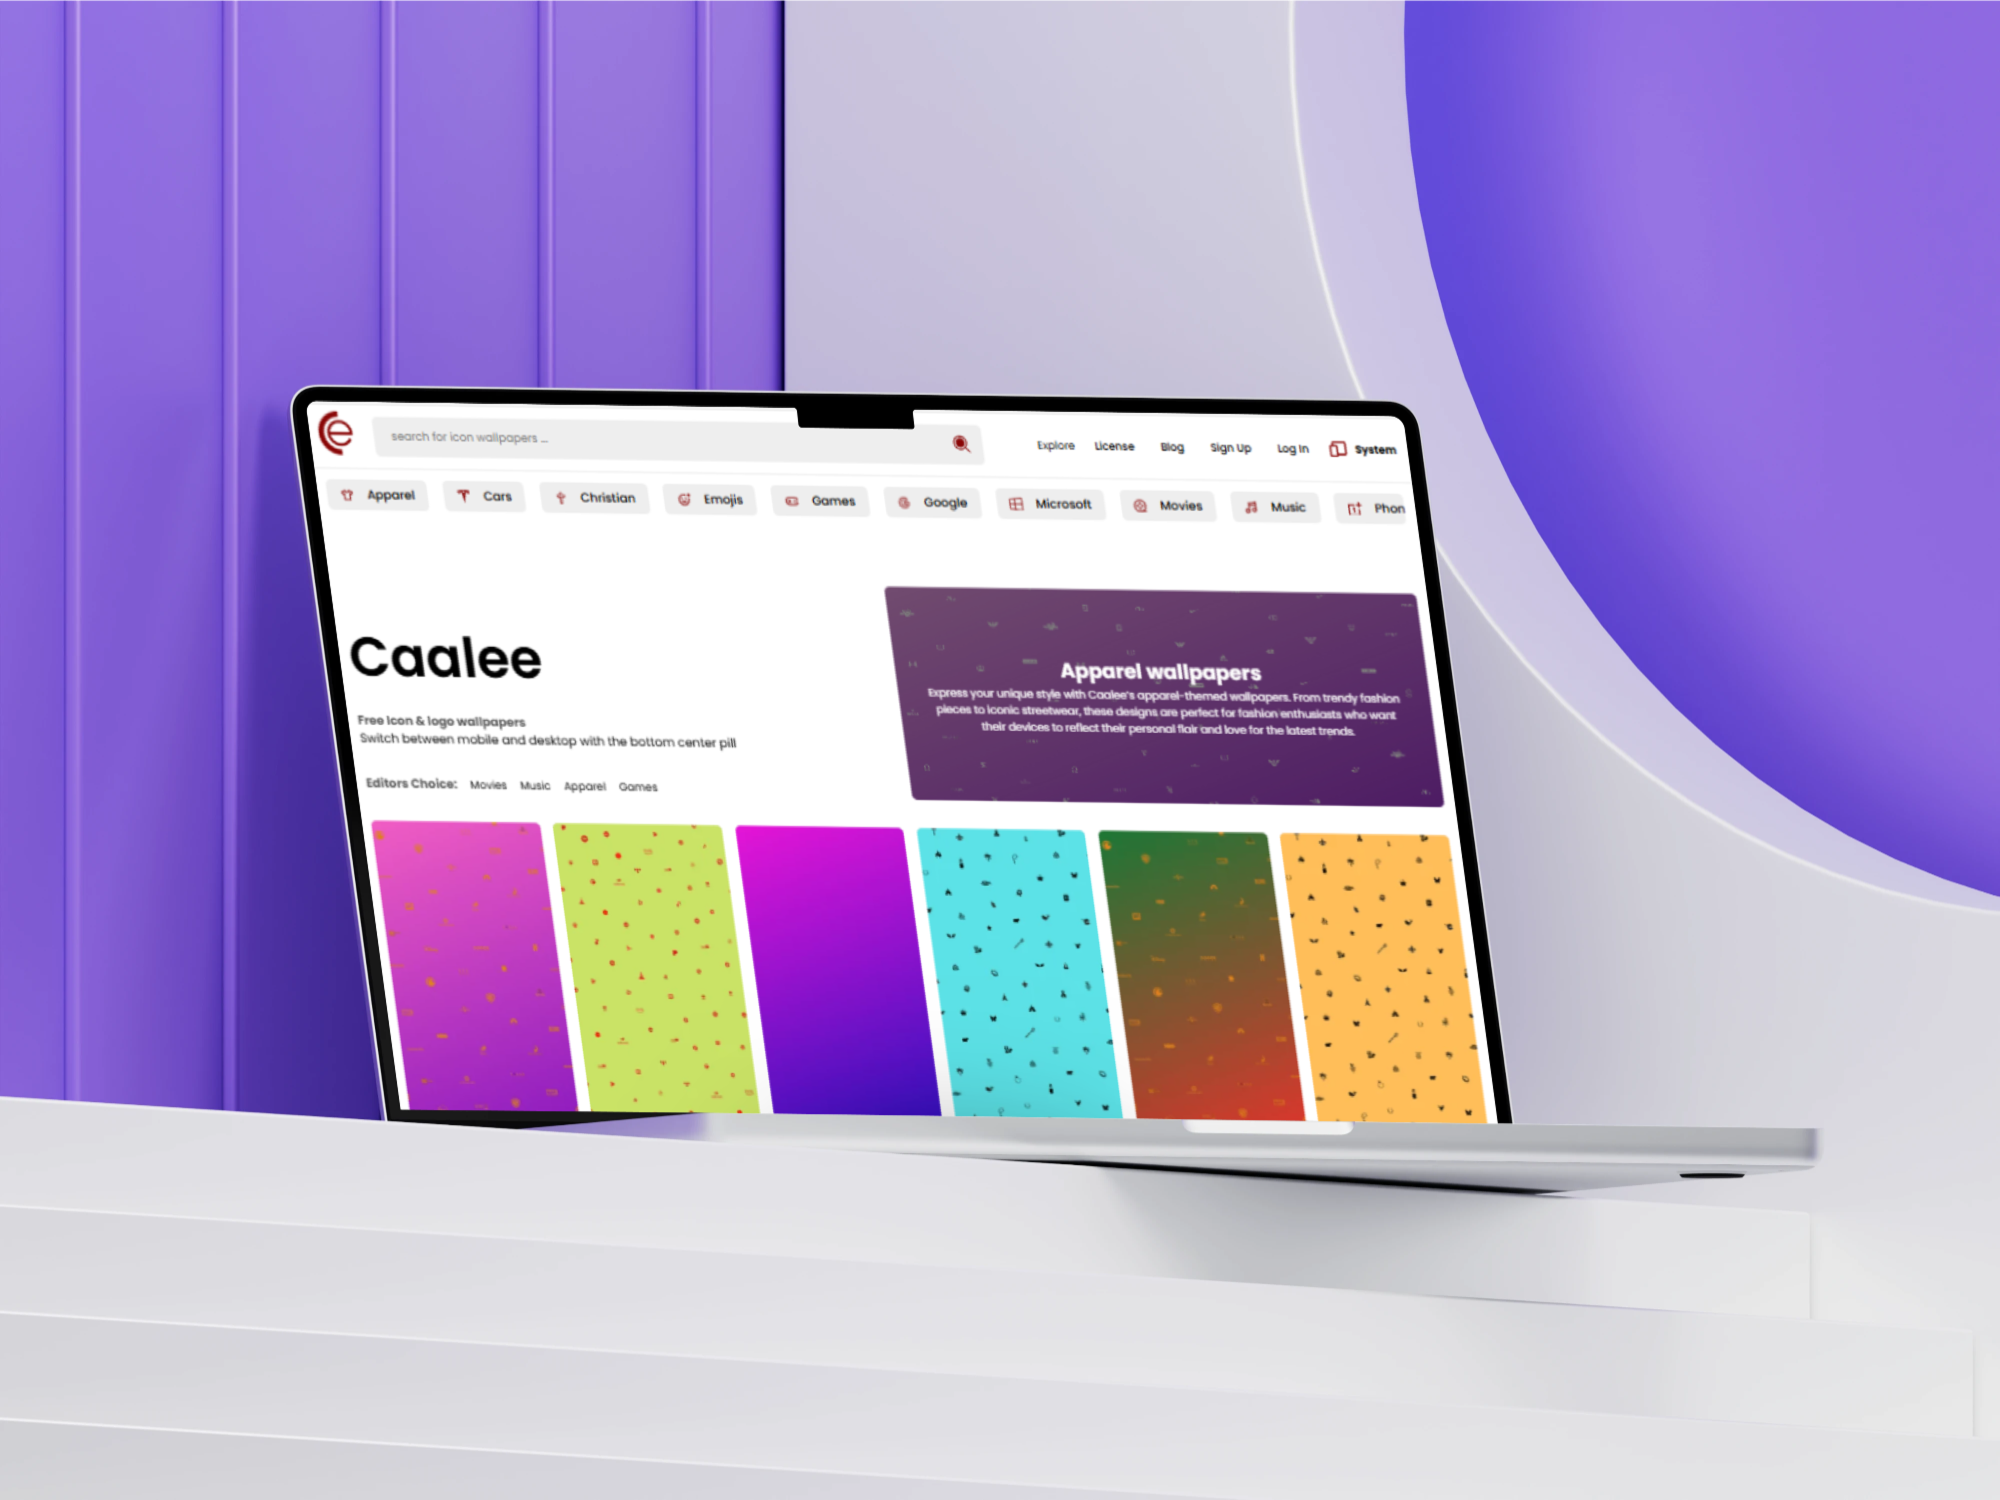 search for icon wallpapers ...
Explore License Blog Sign Up Log In System
Apparel Cars Christian Emojis Games Google Microsoft Movies Music Phon
Caalee
Free Icon & logo wallpapers
Switch between mobile and desktop with the bottom center pill
Editors Choice: Movies Music Apparel Games
Apparel wallpapers
Express your unique style with Caalee's apparel-themed wallpapers. From trendy fashion
pieces to iconic streetwear, these designs are perfect for fashion enthusiasts who want
their devices to reflect their personal flair and love for the latest trends.